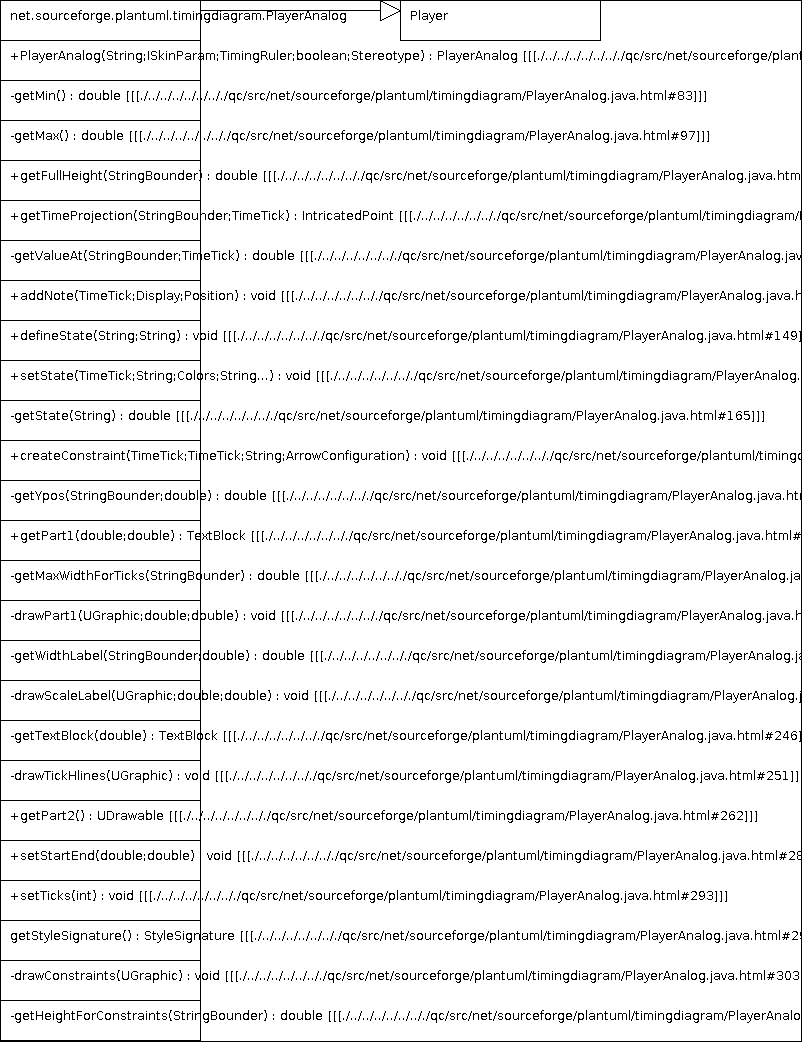 net.sourceforge.plantuml.timingdiagram.PlayerAnalog
Player
+PlayerAnalog(String;ISkinParam;TimingRuler;boolean;Stereotype) : PlayerAnalog [[[./../../../../../../qc/src/net/sourceforge/plant
-getMin() : double [[[./../../../../../../qc/src/net/sourceforge/plantuml/timingdiagram/PlayerAnalog.java.html#83]]]
-getMax() : double [[[./../../../../../../qc/src/net/sourceforge/plantuml/timingdiagram/PlayerAnalog.java.html#97]]]
+getFullHeight(StringBounder) : double [[[./../../../../../../qc/src/net/sourceforge/plantuml/timingdiagram/PlayerAnalog.java.htm
+getTimeProjection(StringBounder;TimeTick) : IntricatedPoint [[[./../../../../../../qc/src/net/sourceforge/plantuml/timingdiagram/
-getValueAt(StringBounder;TimeTick) : double [[[./../../../../../../qc/src/net/sourceforge/plantuml/timingdiagram/PlayerAnalog.jav
+addNote(TimeTick;Display;Position) : void [[[./../../../../../../qc/src/net/sourceforge/plantuml/timingdiagram/PlayerAnalog.java.h
+defineState(String;String) : void [[[./../../../../../../qc/src/net/sourceforge/plantuml/timingdiagram/PlayerAnalog.java.html#149]
+setState(TimeTick;String;Colors;String...) : void [[[./../../../../../../qc/src/net/sourceforge/plantuml/timingdiagram/PlayerAnalog.
-getState(String) : double [[[./../../../../../../qc/src/net/sourceforge/plantuml/timingdiagram/PlayerAnalog.java.html#165]]]
+createConstraint(TimeTick;TimeTick;String;ArrowConfiguration) : void [[[./../../../../../../qc/src/net/sourceforge/plantuml/timingd
-getYpos(StringBounder;double) : double [[[./../../../../../../qc/src/net/sourceforge/plantuml/timingdiagram/PlayerAnalog.java.ht
+getPart1(double;double) : TextBlock [[[./../../../../../../qc/src/net/sourceforge/plantuml/timingdiagram/PlayerAnalog.java.html#
-getMaxWidthForTicks(StringBounder) : double [[[./../../../../../../qc/src/net/sourceforge/plantuml/timingdiagram/PlayerAnalog.ja
-drawPart1(UGraphic;double;double) : void [[[./../../../../../../qc/src/net/sourceforge/plantuml/timingdiagram/PlayerAnalog.java.h
-getWidthLabel(StringBounder;double) : double [[[./../../../../../../qc/src/net/sourceforge/plantuml/timingdiagram/PlayerAnalog.ja
-drawScaleLabel(UGraphic;double;double) : void [[[./../../../../../../qc/src/net/sourceforge/plantuml/timingdiagram/PlayerAnalog.j
-getTextBlock(double) : TextBlock [[[./../../../../../../qc/src/net/sourceforge/plantuml/timingdiagram/PlayerAnalog.java.html#246]
-drawTickHlines(UGraphic) : void [[[./../../../../../../qc/src/net/sourceforge/plantuml/timingdiagram/PlayerAnalog.java.html#251]]]
+getPart2() : UDrawable [[[./../../../../../../qc/src/net/sourceforge/plantuml/timingdiagram/PlayerAnalog.java.html#262]]]
+setStartEnd(double;double) : void [[[./../../../../../../qc/src/net/sourceforge/plantuml/timingdiagram/PlayerAnalog.java.html#28
+setTicks(int) : void [[[./../../../../../../qc/src/net/sourceforge/plantuml/timingdiagram/PlayerAnalog.java.html#293]]]
getStyleSignature() : StyleSignature [[[./../../../../../../qc/src/net/sourceforge/plantuml/timingdiagram/PlayerAnalog.java.html#29
-drawConstraints(UGraphic) : void [[[./../../../../../../qc/src/net/sourceforge/plantuml/timingdiagram/PlayerAnalog.java.html#303
-getHeightForConstraints(StringBounder) : double [[[./../../../../../../qc/src/net/sourceforge/plantuml/timingdiagram/PlayerAnalo